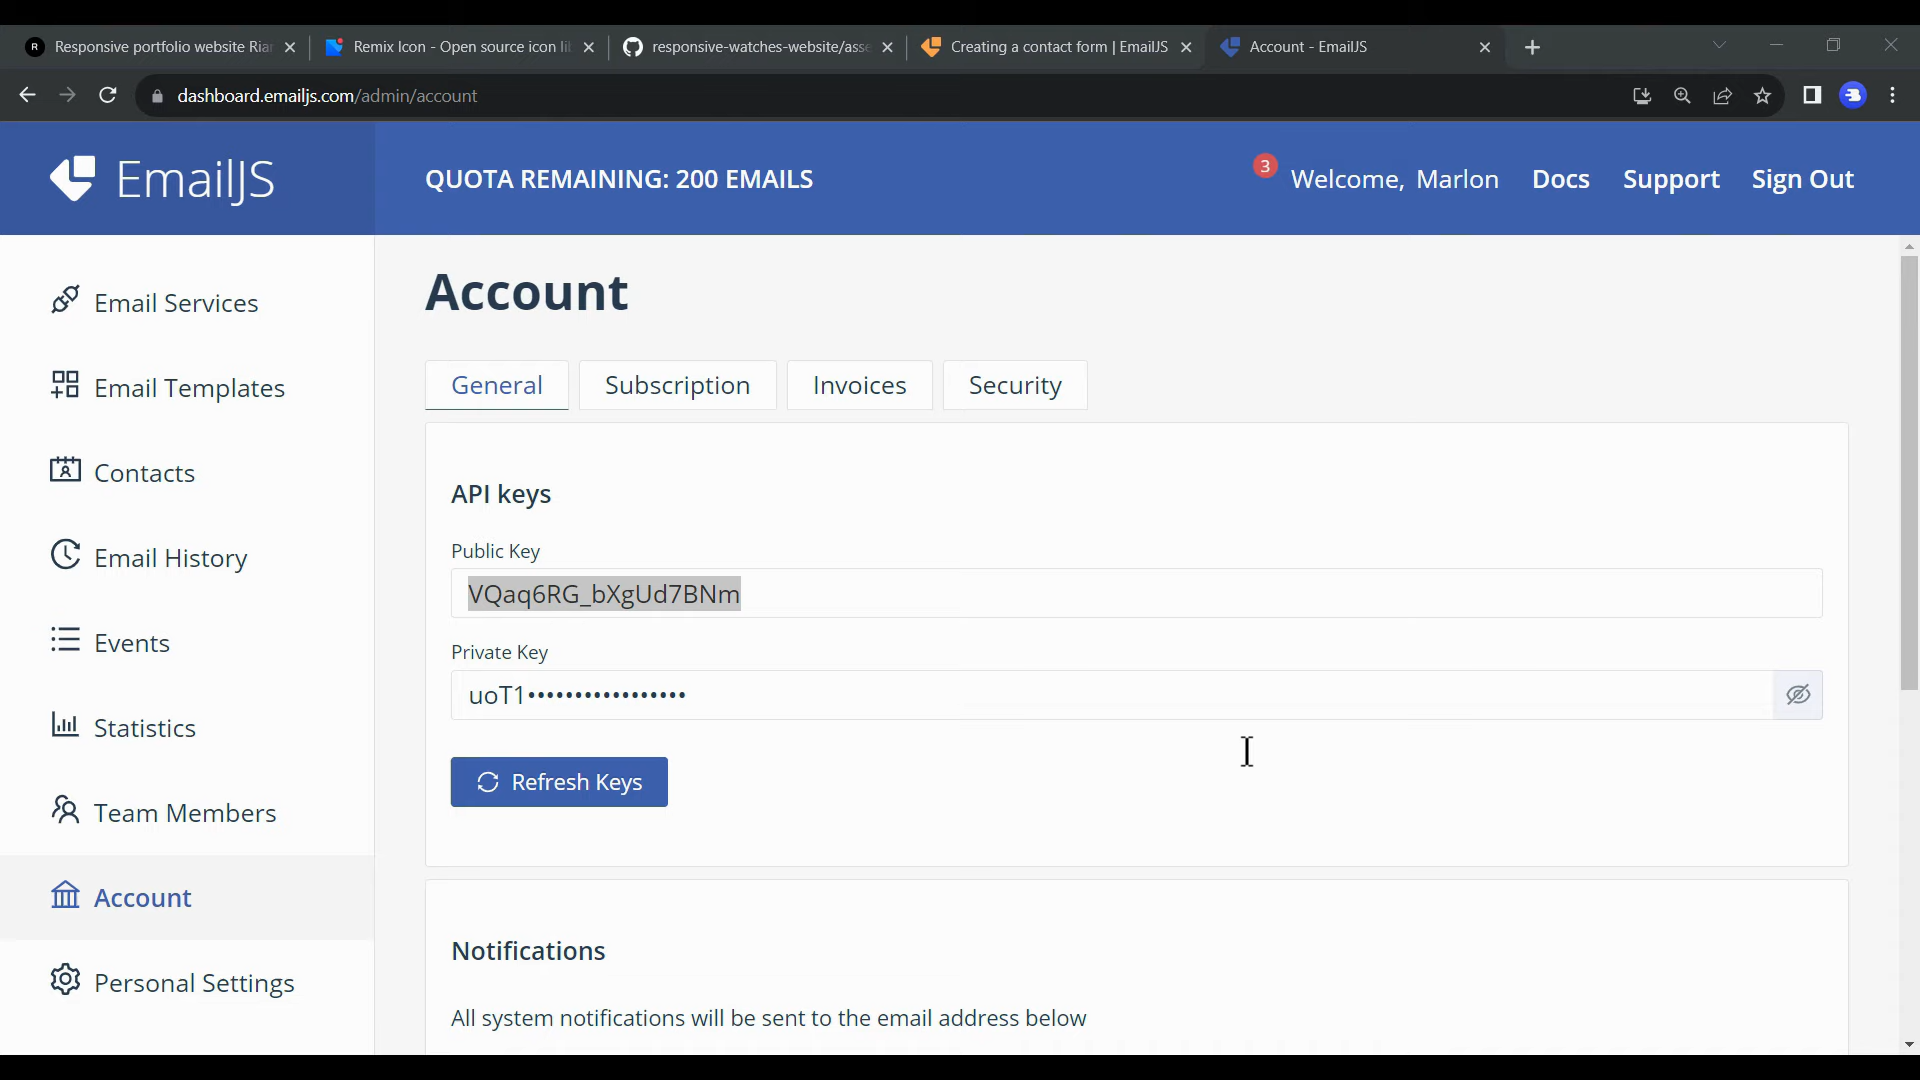 Responsive portfolio website Riar
Remix Icon - Open source icon lib
responsive-watches-website/asse
Creating a contact form | EmailJS
Account - EmailJS
dashboard.emailjs.com/admin/account
EmailJS
QUOTA REMAINING: 200 EMAILS
3
Welcome, Marlon
Docs
Support
Sign Out
Email Services
Email Templates
Contacts
Email History
Events
Statistics
Team Members
Account
Personal Settings
Account
General
Subscription
Invoices
Security
API keys
Public Key
VQaq6RG_bXgUd7BNm
Private Key
uoT1•••••••••••••••••
Refresh Keys
Notifications
All system notifications will be sent to the email address below